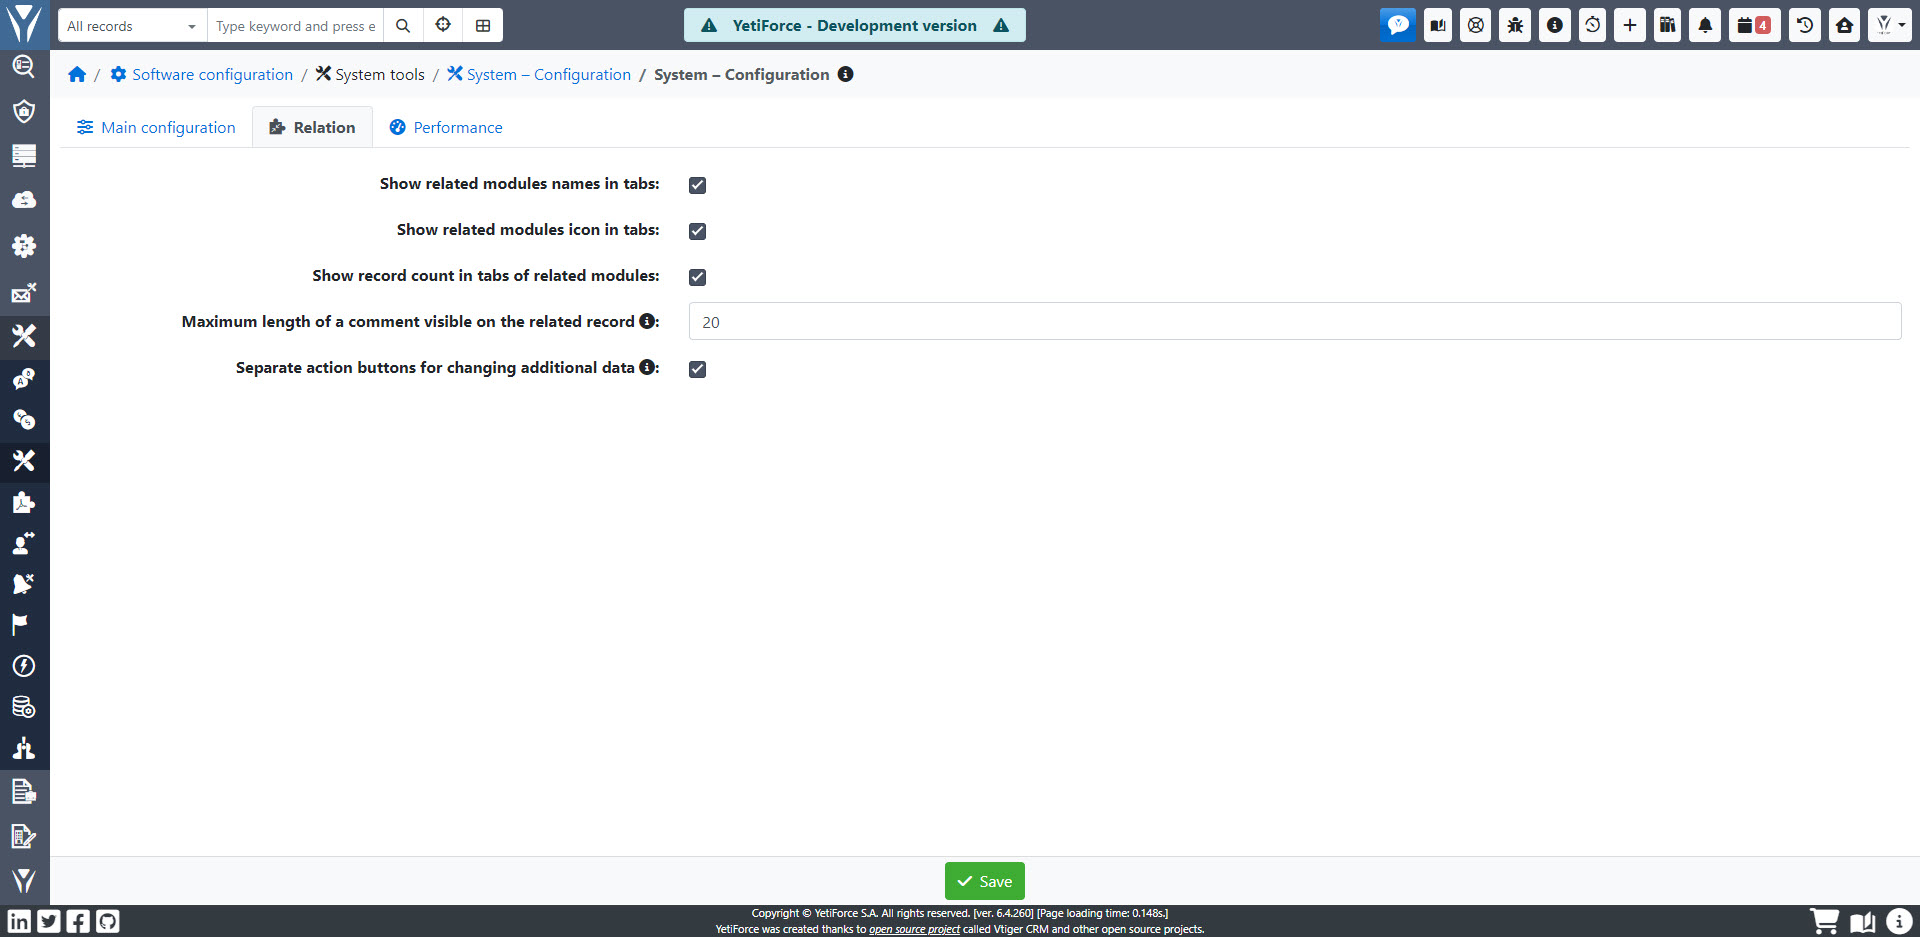 All records
Type keyword and press e
YetiForce - Development version
4
/ Software configuration / System tools / System – Configuration / System – Configuration
Main configuration
Relation
Performance
Show related modules names in tabs:
Show related modules icon in tabs:
Show record count in tabs of related modules:
Maximum length of a comment visible on the related record :
20
Separate action buttons for changing additional data :
Save
Copyright © YetiForce S.A. All rights reserved. [ver. 6.4.260] [Page loading time: 0.148s.]
YetiForce was created thanks to open source project called Vtiger CRM and other open source projects.